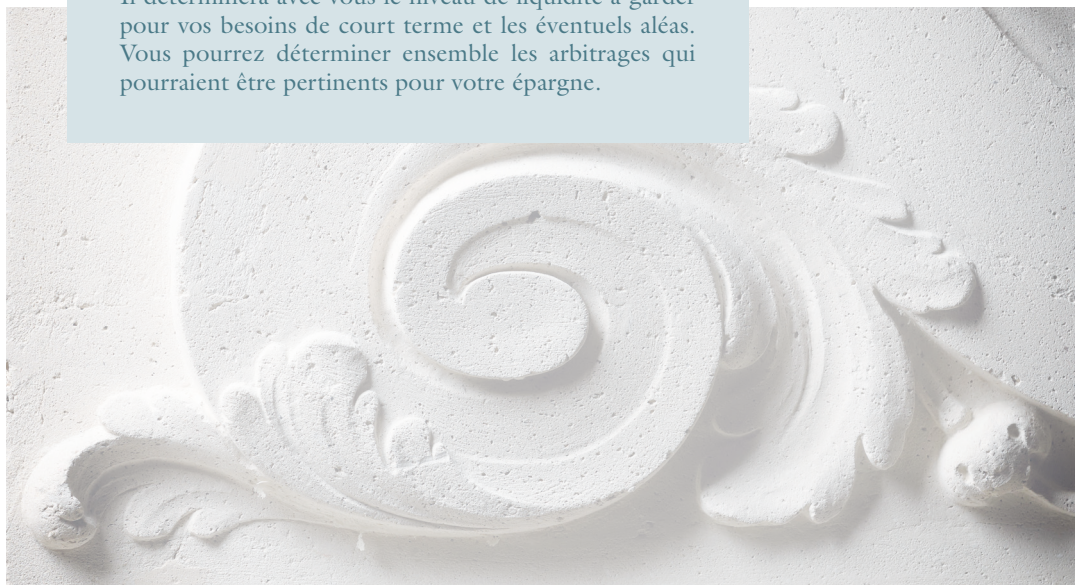 Il déterminera avec vous le niveau de liquidité à garder
pour vos besoins de court terme et les éventuels aléas.
Vous pourrez déterminer ensemble les arbitrages qui
pourraient être pertinents pour votre épargne.